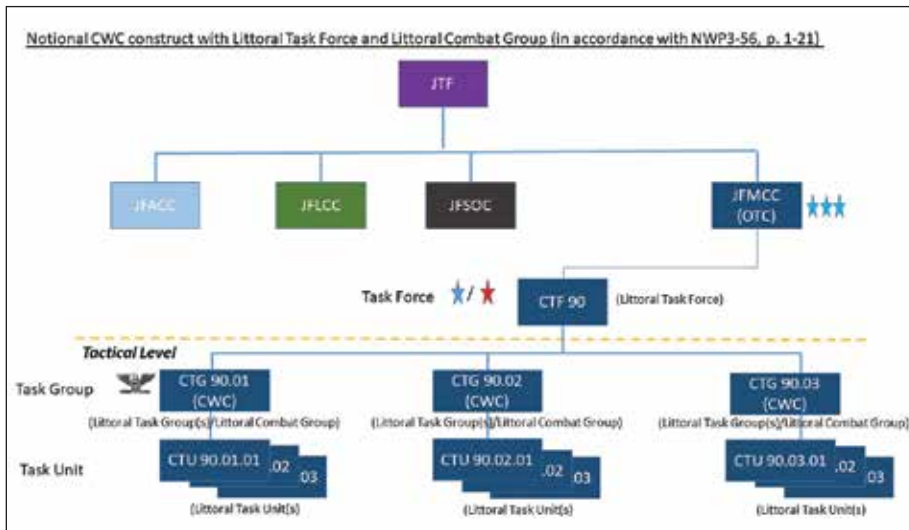 Notional CWC construct with Littoral Task Force and Littoral Combat Group (in accordance with NWP3-56, p. 1-21)
JTF
JFACC
JFLCC
JFSOC
JFMCC
(OTC)
Task Force
/
CTF 90
(Littoral Task Force)
Tactical Level
Task Group
CTG 90.01
(CWC)
CTG 90.02
(CWC)
CTG 90.03
(CWC)
(Littoral Task Group[s]/Littoral Combat Group)
(Littoral Task Group[s]/Littoral Combat Group)
(Littoral Task Group[s]/Littoral Combat Group)
Task Unit
CTU 90.01.01
.02
.03
CTU 90.02.01
.02
.03
CTU 90.03.01
.02
.03
(Littoral Task Unit[s])
(Littoral Task Unit[s])
(Littoral Task Unit[s])